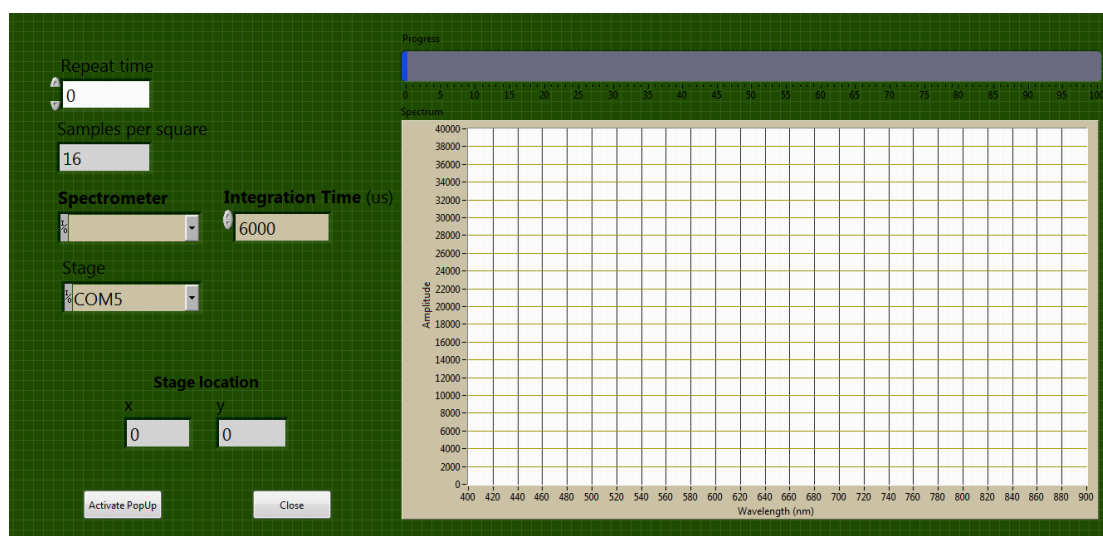 Repeat time
0
Samples per square
16
Spectrometer
Integration Time (us)
6000
Stage
COM5
Stage location
x y
0 0
Activate PopUp Close
Progress
0 5 10 15 20 25 30 35 40 45 50 55 60 65 70 75 80 85 90 95 100
Spectrum
Amplitude
40000
38000
36000
34000
32000
30000
28000
26000
24000
22000
20000
18000
16000
14000
12000
10000
8000
6000
4000
2000
0
400 420 440 460 480 500 520 540 560 580 600 620 640 660 680 700 720 740 760 780 800 820 840 860 880 900
Wavelength (nm)